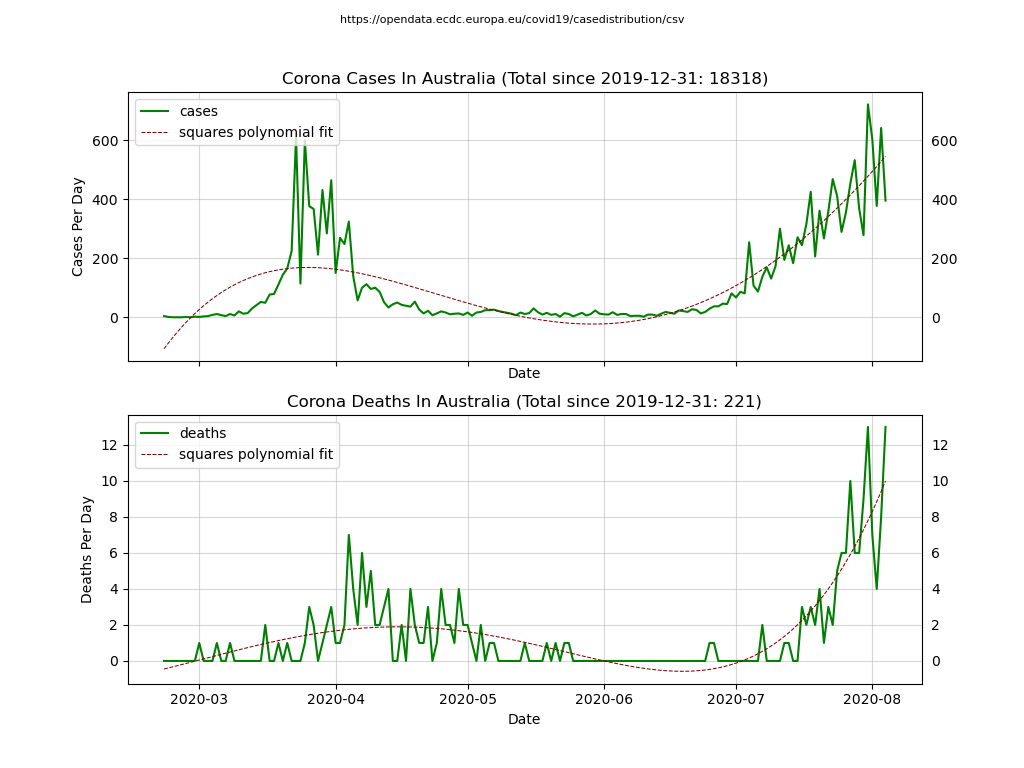 https://opendata.ecdc.europa.eu/covid19/casedistribution/csv
Corona Cases In Australia (Total since 2019-12-31: 18318)
cases
squares polynomial fit
600
400
200
0
600
400
200
0
Cases Per Day
Date
Corona Deaths In Australia (Total since 2019-12-31: 221)
deaths
squares polynomial fit
12
10
8
6
4
2
0
12
10
8
6
4
2
0
Deaths Per Day
2020-03 2020-04 2020-05 2020-06 2020-07 2020-08
Date